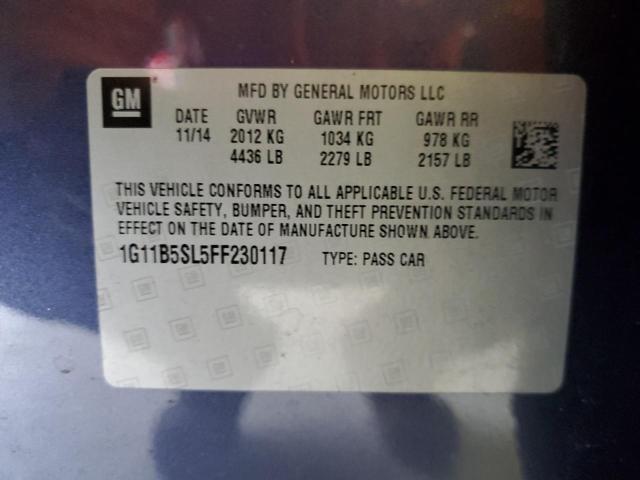 GM
MFD BY GENERAL MOTORS LLC
DATE GVWR GAWR FRT GAWR RR
11/14 2012 KG 1034 KG 978 KG
4436 LB 2279 LB 2157 LB
THIS VEHICLE CONFORMS TO ALL APPLICABLE U.S. FEDERAL MOTOR
VEHICLE SAFETY, BUMPER, AND THEFT PREVENTION STANDARDS IN
EFFECT ON THE DATE OF MANUFACTURE SHOWN ABOVE.
1G11B5SL5FF230117 TYPE: PASS CAR